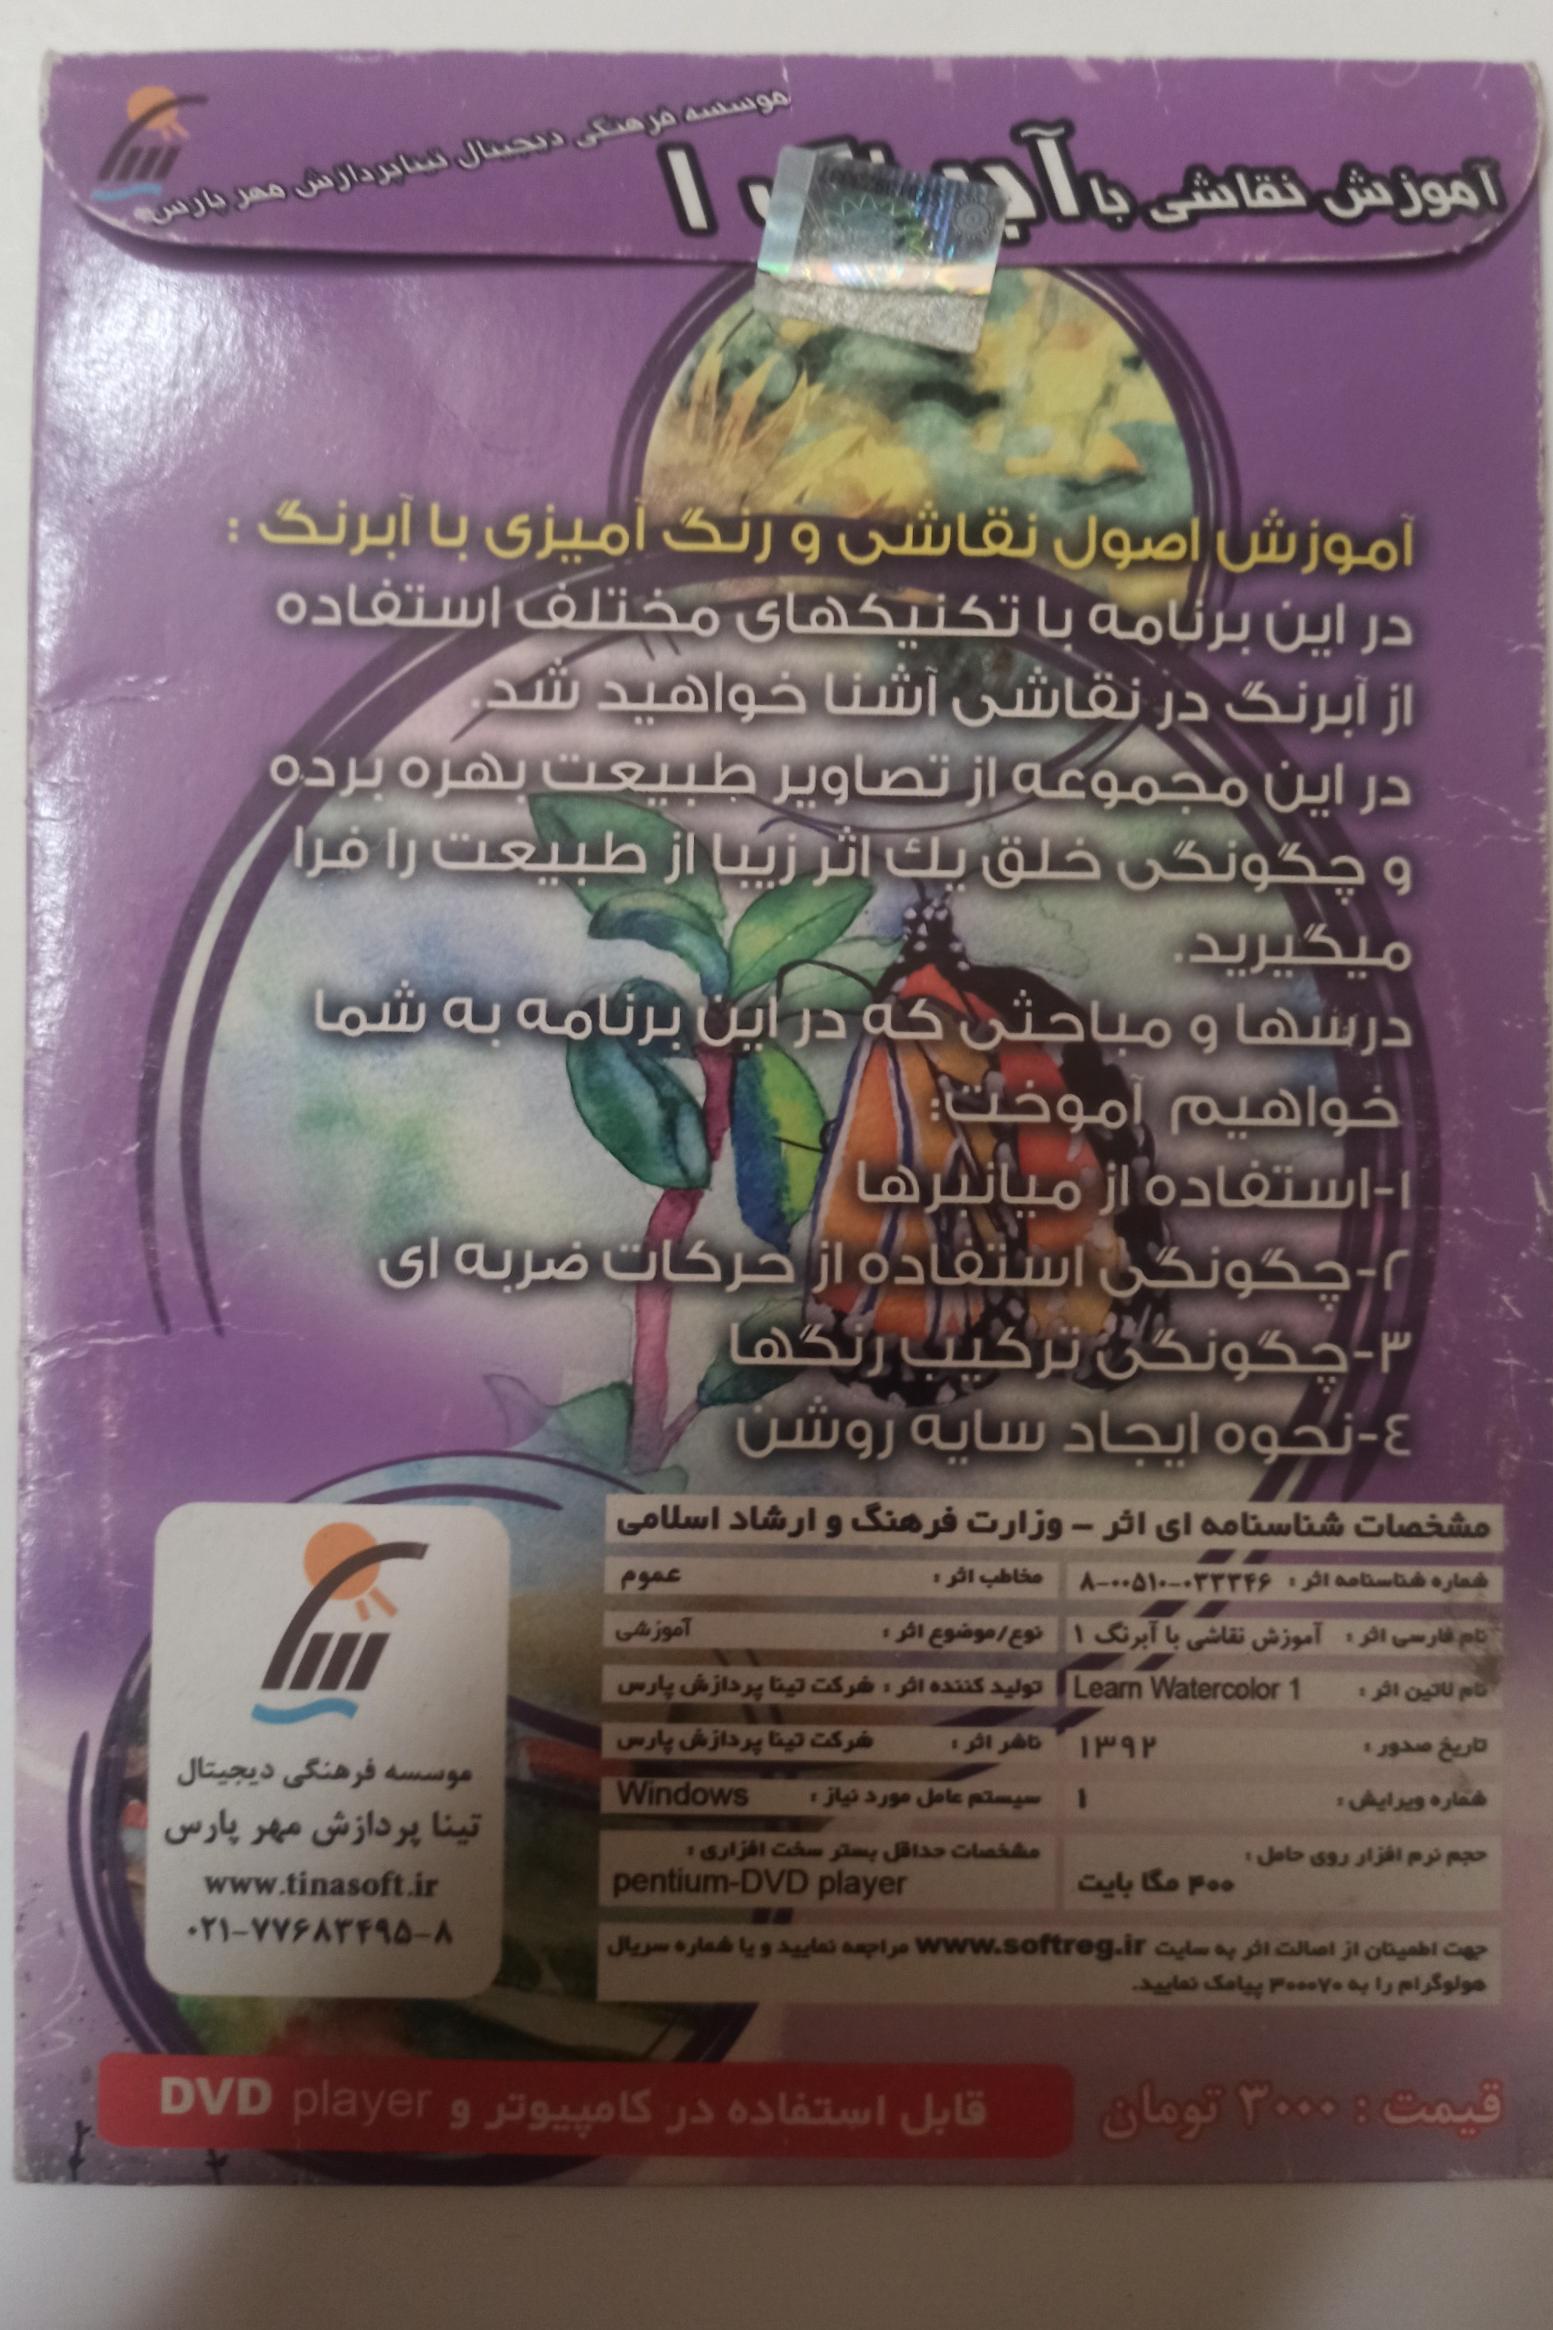 موسسه فرهنگی دیجیتال تیناپردازش مهر پارس
آموزش نقاشی با آبرنگ ۱
آموزش اصول نقاشی و رنگ آمیزی با آبرنگ :
در این برنامه با تکنیکهای مختلف استفاده
از آبرنگ در نقاشی آشنا خواهید شد.
در این مجموعه از تصاویر طبیعت بهره برده
و چگونگی خلق یك اثر زیبا از طبیعت را فرا
میگیرید.
درسها و مباحثی که در این برنامه به شما
خواهیم آموخت:
۱-استفاده از میانبرها
۲-چگونگی استفاده از حرکات ضربه ای
۳-چگونگی ترکیب رنگها
٤-نحوه ایجاد سایه روشن
مشخصات شناسنامه ای اثر – وزارت فرهنگ و ارشاد اسلامی
شماره شناسنامه اثر : ۸-۰۰۵۱۰-۰۳۳۳۴۶ مخاطب اثر : عموم
نام فارسی اثر : آموزش نقاشی با آبرنگ ۱ نوع/موضوع اثر : آموزشی
نام لاتین اثر : Learn Watercolor 1 تولید کننده اثر : شرکت تینا پردازش پارس
تاریخ صدور : ۱۳۹۲ ناشر اثر : شرکت تینا پردازش پارس
شماره ویرایش : ۱ سیستم عامل مورد نیاز : Windows
حجم نرم افزار روی حامل : مشخصات حداقل بستر سخت افزاری :
۴۰۰ مگا بایت pentium-DVD player
جهت اطمینان از اصالت اثر به سایت www.softreg.ir مراجعه نمایید و یا شماره سریال
هولوگرام را به ۳۰۰۰۷۰ پیامک نمایید.
موسسه فرهنگی دیجیتال
تینا پردازش مهر پارس
www.tinasoft.ir
۰۲۱-۷۷۶۸۳۴۹۵-۸
قیمت : ۳۰۰۰ تومان
قابل استفاده در کامپیوتر و DVD player